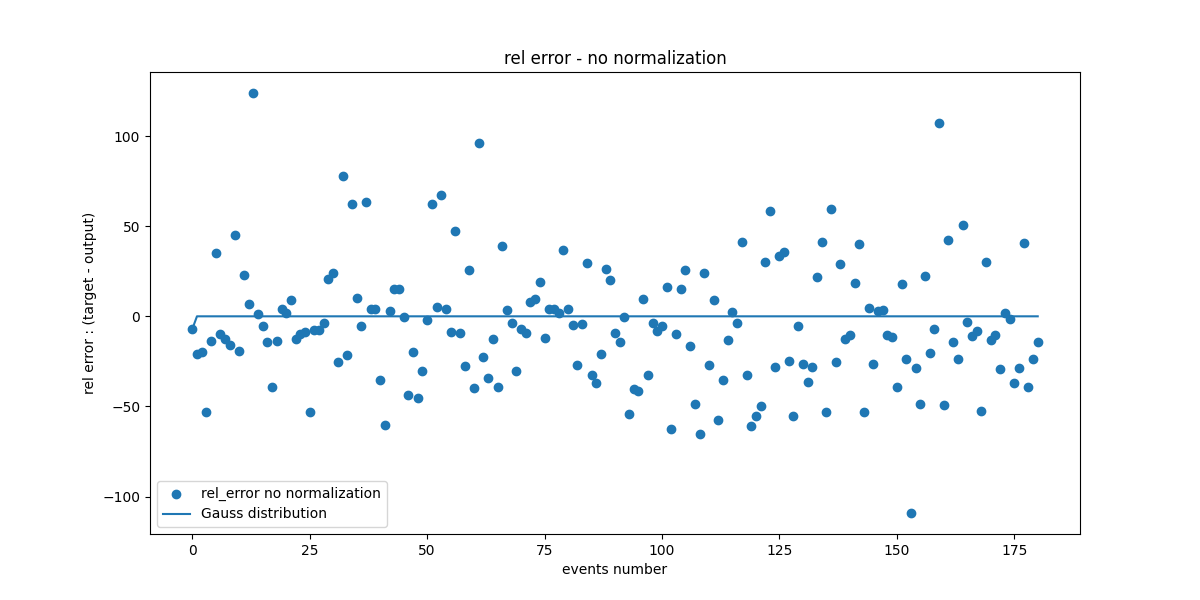 rel error - no normalization
rel error : (target - output)
100
50
0
−50
−100
rel_error no normalization
Gauss distribution
0
25
50
75
100
125
150
175
events number